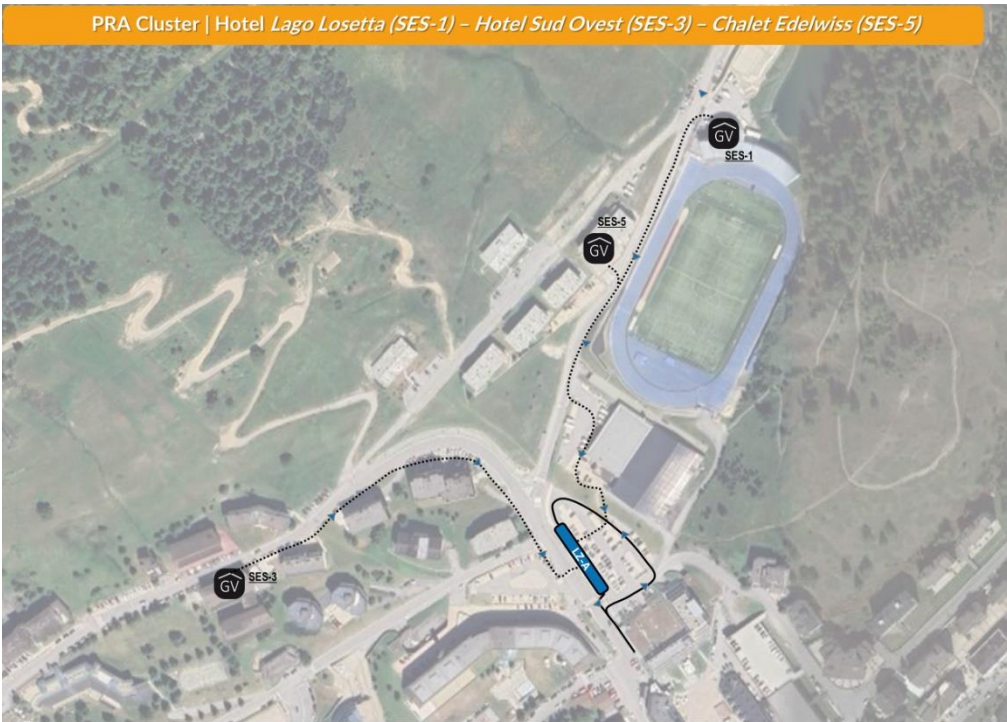 PRA Cluster | Hotel Lago Losetta (SES-1) – Hotel Sud Ovest (SES-3) – Chalet Edelwiss (SES-5)
GV
SES-1
SES-5
GV
GV
SES-3
LZ-A